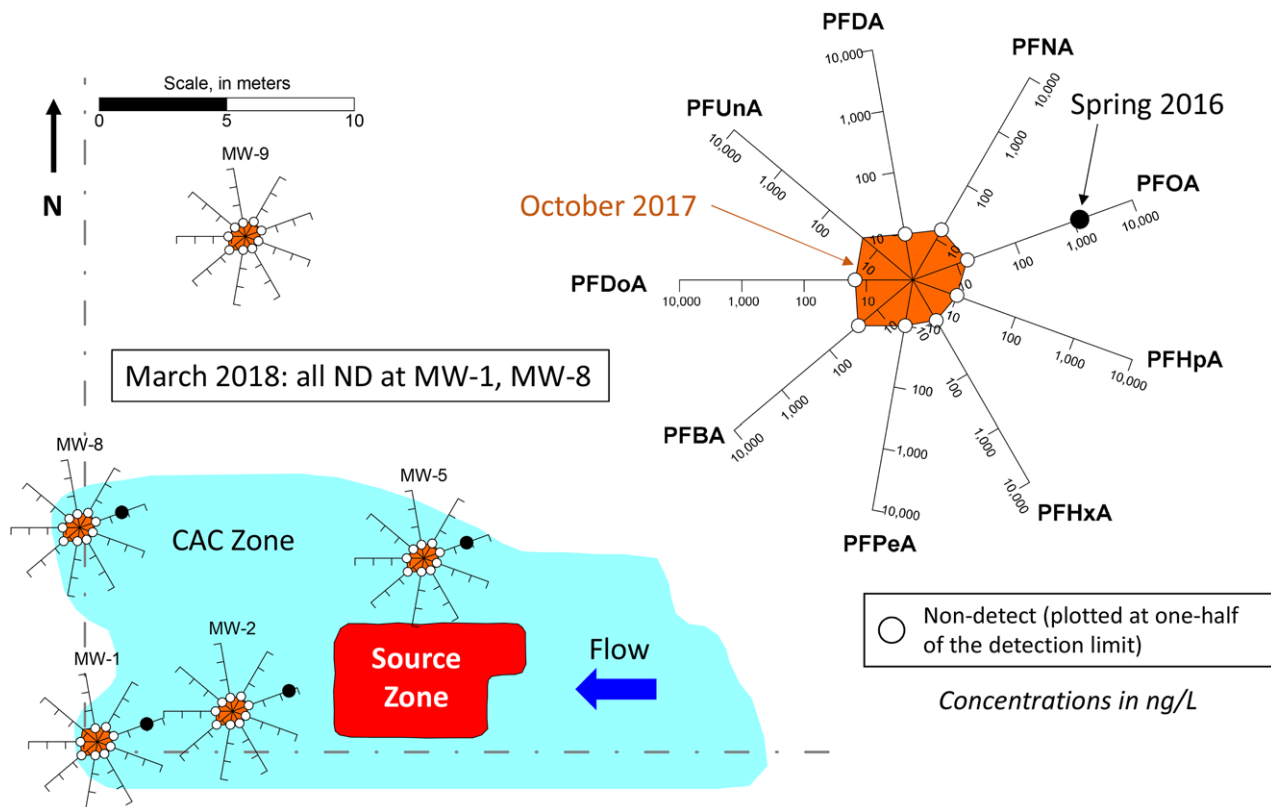 Scale, in meters
0 5 10
N
MW-9
March 2018: all ND at MW-1, MW-8
MW-8
MW-5
CAC Zone
MW-2
MW-1
Source
Zone
Flow
PFDA
10,000
1,000
100
10
PFNA
10,000
1,000
100
10
Spring 2016
PFOA
10,000
1,000
100
10
PFHpA
10,000
1,000
100
10
PFHxA
10,000
1,000
100
10
PFPeA
10,000
1,000
100
10
PFBA
10,000
1,000
100
10
PFDoA
10,000 1,000 100 10
PFUnA
10,000
1,000
100
10
October 2017
Non-detect (plotted at one-half
of the detection limit)
Concentrations in ng/L